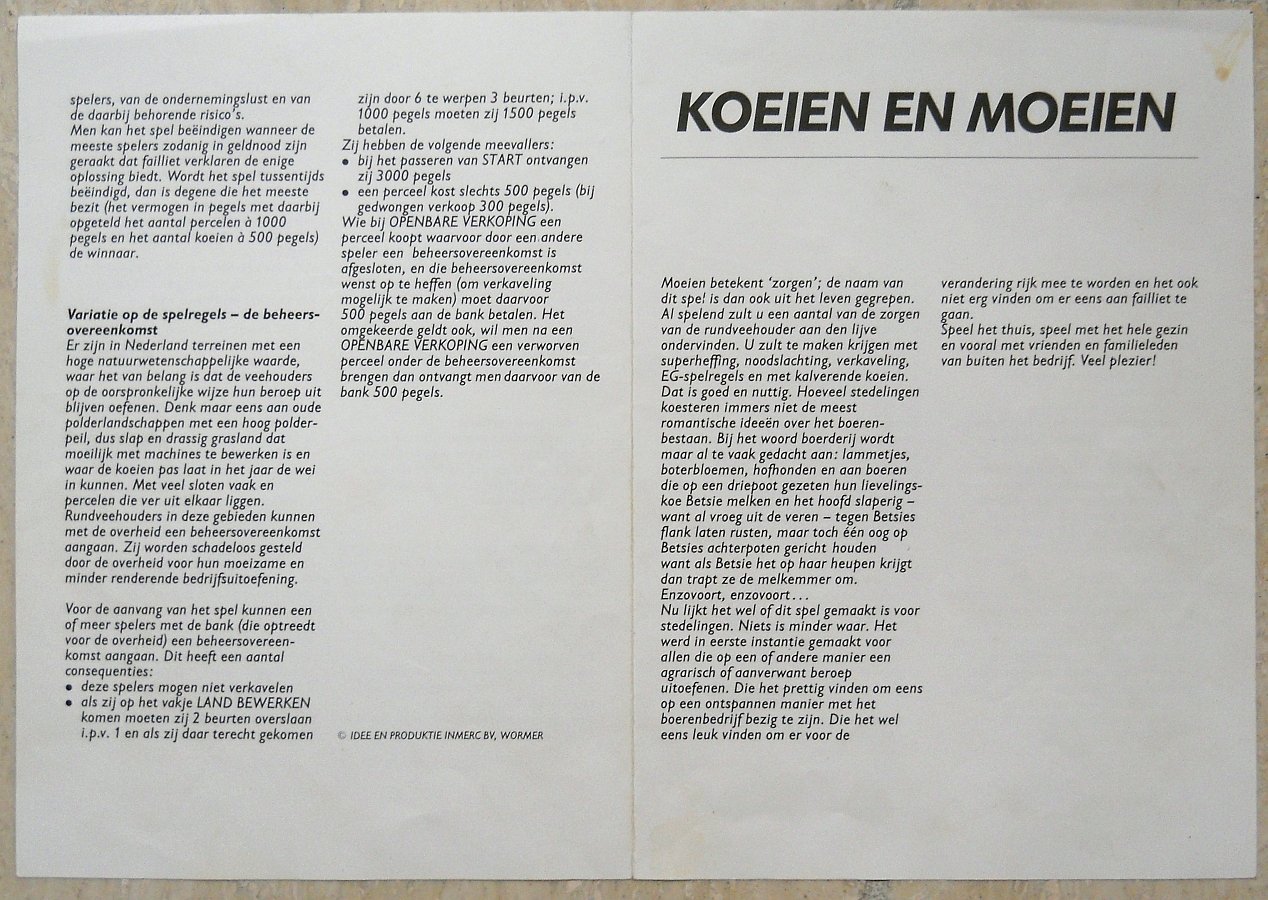 spelers, van de ondernemingslust en van
de daarbij behorende risico's.
Men kan het spel beëindigen wanneer de
meeste spelers zodanig in geldnood zijn
geraakt dat failliet verklaren de enige
oplossing biedt. Wordt het spel tussentijds
beëindigd, dan is degene die het meeste
bezit (het vermogen in pegels met daarbij
opgeteld het aantal percelen à 1000
pegels en het aantal koeien à 500 pegels)
de winnaar.
Variatie op de spelregels – de beheers-
overeenkomst
Er zijn in Nederland terreinen met een
hoge natuurwetenschappelijke waarde,
waar het van belang is dat de veehouders
op de oorspronkelijke wijze hun beroep uit
blijven oefenen. Denk maar eens aan oude
polderlandschappen met een hoog polder-
peil, dus slap en drassig grasland dat
moeilijk met machines te bewerken is en
waar de koeien pas laat in het jaar de wei
in kunnen. Met veel sloten vaak en
percelen die ver uit elkaar liggen.
Rundveehouders in deze gebieden kunnen
met de overheid een beheersovereenkomst
aangaan. Zij worden schadeloos gesteld
door de overheid voor hun moeizame en
minder renderende bedrijfsuitoefening.
Voor de aanvang van het spel kunnen een
of meer spelers met de bank (die optreedt
voor de overheid) een beheersovereen-
komst aangaan. Dit heeft een aantal
consequenties:
• deze spelers mogen niet verkavelen
• als zij op het vakje LAND BEWERKEN
komen moeten zij 2 beurten overslaan
i.p.v. 1 en als zij daar terecht gekomen
zijn door 6 te werpen 3 beurten; i.p.v.
1000 pegels moeten zij 1500 pegels
betalen.
Zij hebben de volgende meevallers:
• bij het passeren van START ontvangen
zij 3000 pegels
• een perceel kost slechts 500 pegels (bij
gedwongen verkoop 300 pegels).
Wie bij OPENBARE VERKOPING een
perceel koopt waarvoor door een andere
speler een beheersovereenkomst is
afgesloten, en die beheersovereenkomst
wenst op te heffen (om verkaveling
mogelijk te maken) moet daarvoor
500 pegels aan de bank betalen. Het
omgekeerde geldt ook, wil men na een
OPENBARE VERKOPING een verworven
perceel onder de beheersovereenkomst
brengen dan ontvangt men daarvoor van de
bank 500 pegels.
© IDEE EN PRODUKTIE INMERC BV, WORMER
KOEIEN EN MOEIEN
Moeien betekent 'zorgen'; de naam van
dit spel is dan ook uit het leven gegrepen.
Al spelend zult u een aantal van de zorgen
van de rundveehouder aan den lijve
ondervinden. U zult te maken krijgen met
superheffing, noodslachting, verkaveling,
EG-spelregels en met kalverende koeien.
Dat is goed en nuttig. Hoeveel stedelingen
koesteren immers niet de meest
romantische ideeën over het boeren-
bestaan. Bij het woord boerderij wordt
maar al te vaak gedacht aan: lammetjes,
boterbloemen, hofhonden en aan boeren
die op een driepoot gezeten hun lievelings-
koe Betsie melken en het hoofd slaperig –
want al vroeg uit de veren – tegen Betsies
flank laten rusten, maar toch één oog op
Betsies achterpoten gericht houden
want als Betsie het op haar heupen krijgt
dan trapt ze de melkemmer om.
Enzovoort, enzovoort...
Nu lijkt het wel of dit spel gemaakt is voor
stedelingen. Niets is minder waar. Het
werd in eerste instantie gemaakt voor
allen die op een of andere manier een
agrarisch of aanverwant beroep
uitoefenen. Die het prettig vinden om eens
op een ontspannen manier met het
boerenbedrijf bezig te zijn. Die het wel
eens leuk vinden om er voor de
verandering rijk mee te worden en het ook
niet erg vinden om er eens aan failliet te
gaan.
Speel het thuis, speel met het hele gezin
en vooral met vrienden en familieleden
van buiten het bedrijf. Veel plezier!